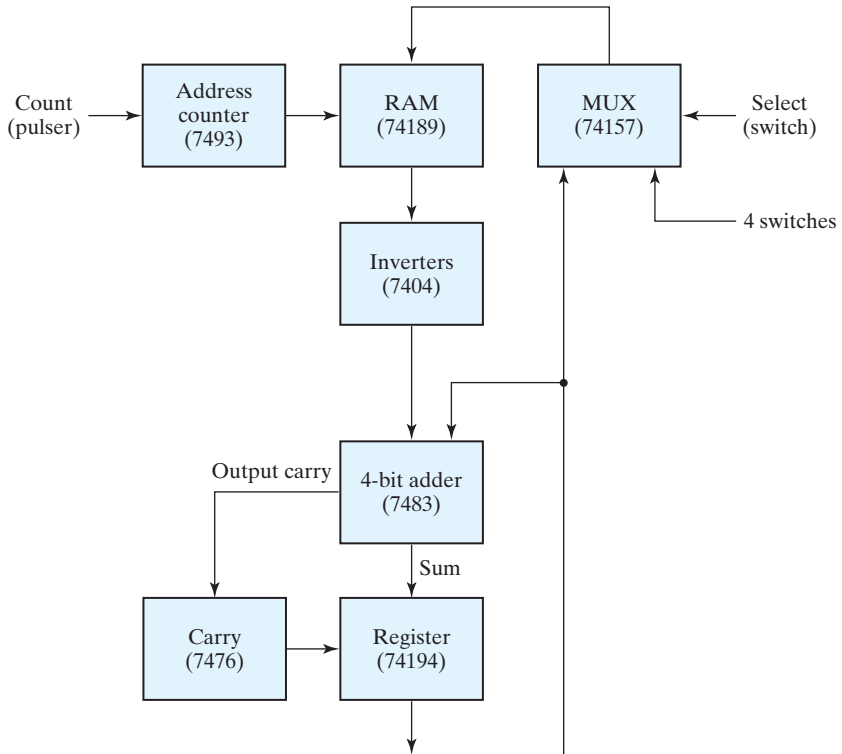 Count
(pulser)
Address
counter
(7493)
RAM
(74189)
MUX
(74157)
Select
(switch)
4 switches
Inverters
(7404)
Output carry
4-bit adder
(7483)
Sum
Carry
(7476)
Register
(74194)